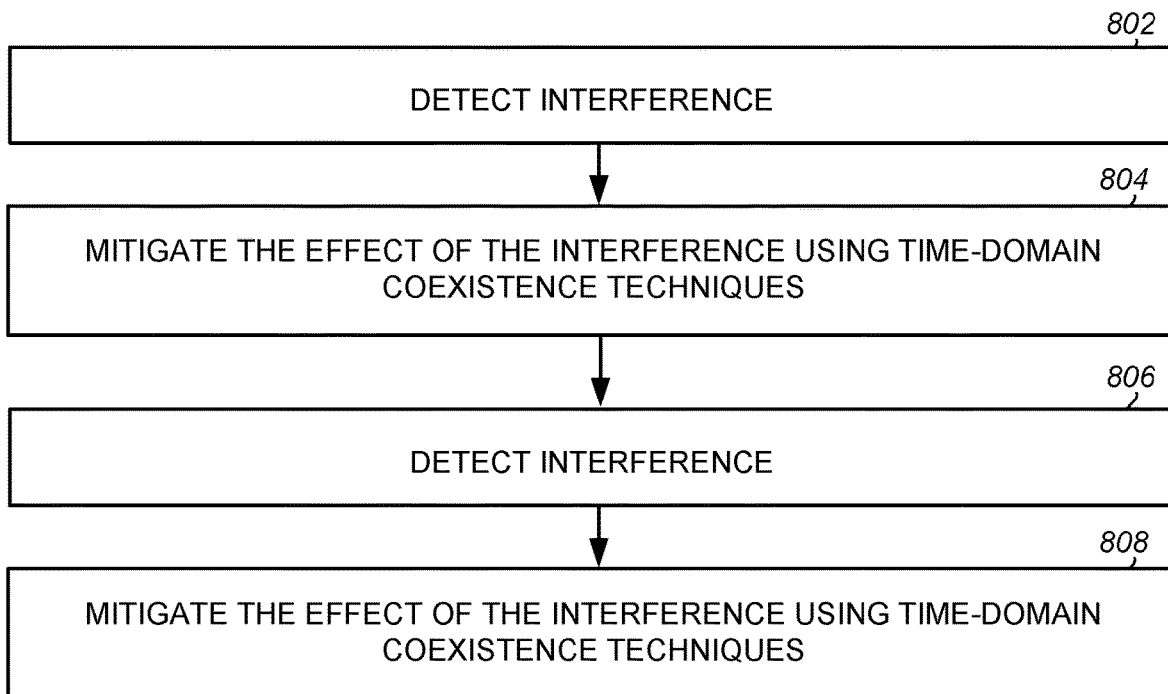 802
DETECT INTERFERENCE
804
MITIGATE THE EFFECT OF THE INTERFERENCE USING TIME-DOMAIN
COEXISTENCE TECHNIQUES
806
DETECT INTERFERENCE
808
MITIGATE THE EFFECT OF THE INTERFERENCE USING TIME-DOMAIN
COEXISTENCE TECHNIQUES